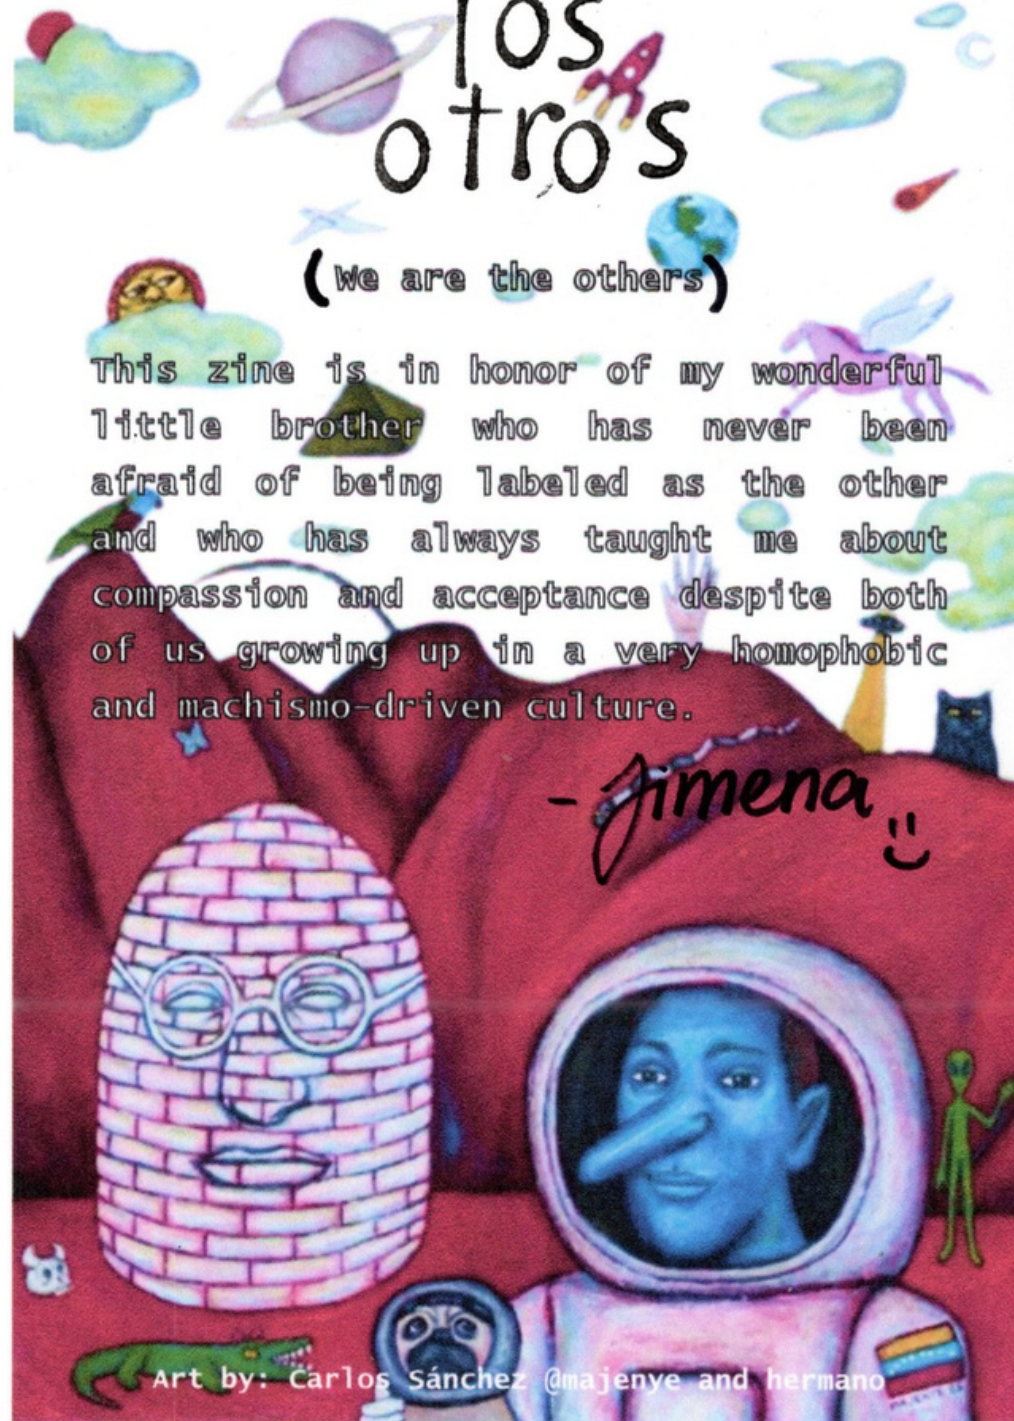 los
otros
(We are the others)
This zine is in honor of my wonderful
little brother who has never been
afraid of being labeled as the other
and who has always taught me about
compassion and acceptance despite both
of us growing up in a very homophobic
and machismo-driven culture.
- Jimena
Art by: Carlos Sánchez @majenye and hermano